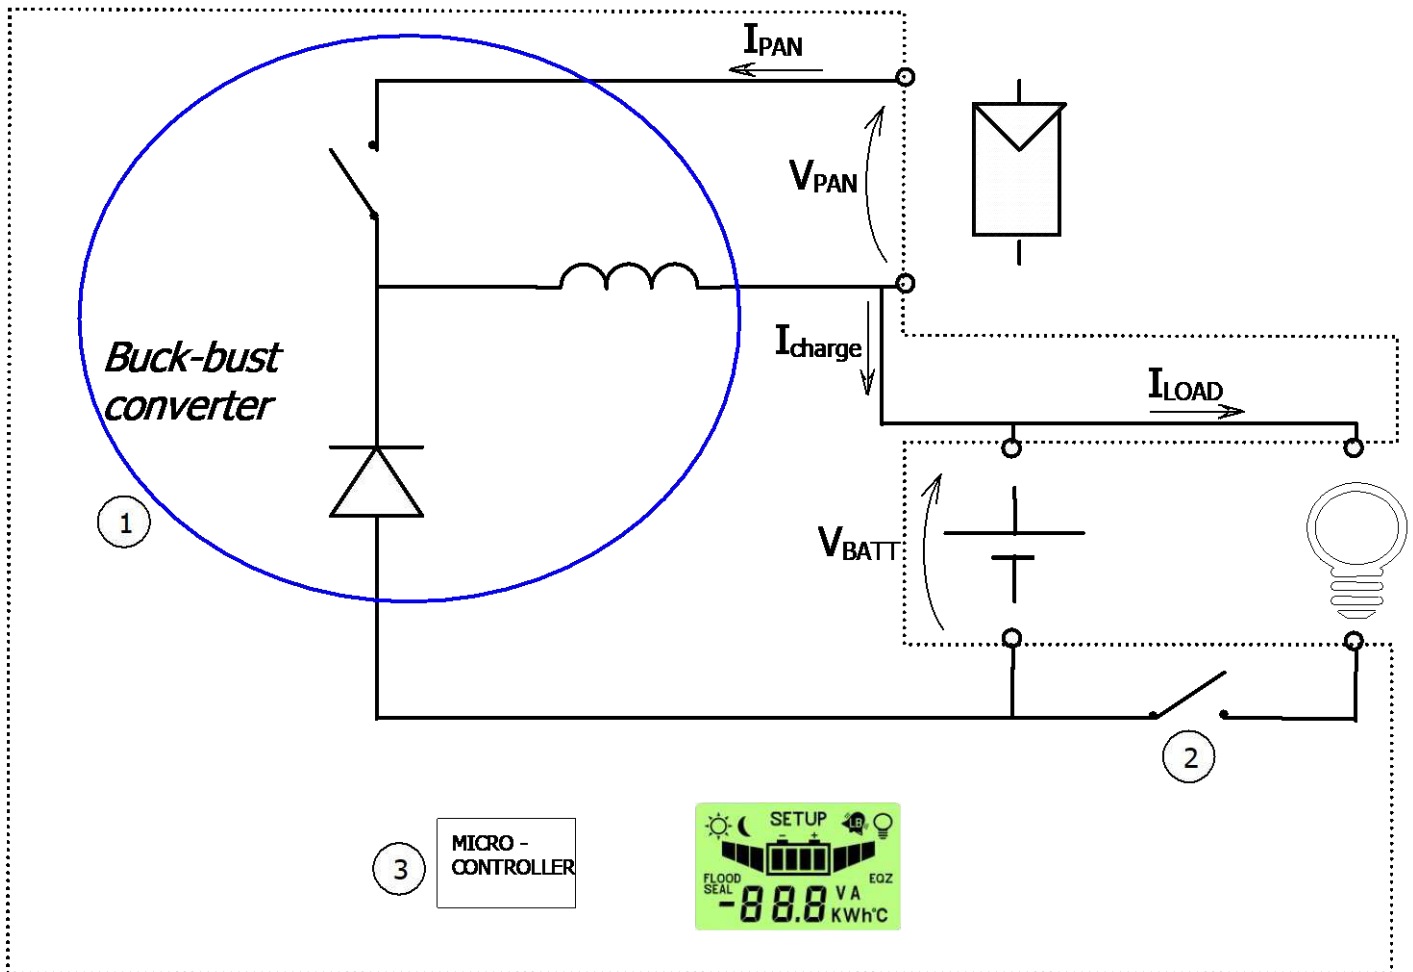 IPAN
VPAN
Icharge
Buck-bust
converter
ILOAD
1
VBATT
2
3
MICRO -
CONTROLLER
SETUP
LB
- +
FLOOD
SEAL
EQZ
-88.8 V A
KWh°C